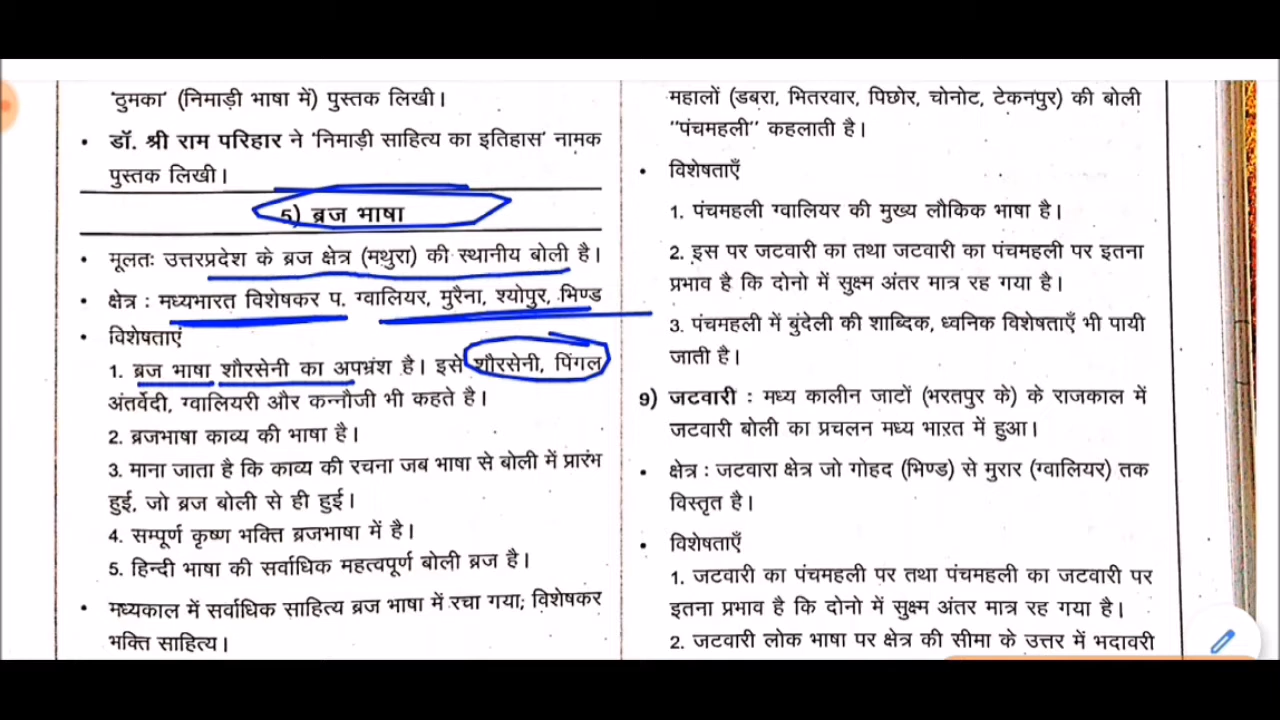 'ठुमका' (निमाड़ी भाषा में) पुस्तक लिखी।
• डॉ. श्री राम परिहार ने 'निमाड़ी साहित्य का इतिहास' नामक
पुस्तक लिखी।
5) ब्रज भाषा
• मूलतः उत्तरप्रदेश के ब्रज क्षेत्र (मथुरा) की स्थानीय बोली है।
• क्षेत्र : मध्यभारत विशेषकर प. ग्वालियर, मुरैना, श्योपुर, भिण्ड
• विशेषताएं
1. ब्रज भाषा शौरसेनी का अपभ्रंश है। इसे शौरसेनी, पिंगल
अंतर्वेदी, ग्वालियरी और कन्नौजी भी कहते है।
2. ब्रजभाषा काव्य की भाषा है।
3. माना जाता है कि काव्य की रचना जब भाषा से बोली में प्रारंभ
हुई, जो ब्रज बोली से ही हुई।
4. सम्पूर्ण कृष्ण भक्ति ब्रजभाषा में है।
5. हिन्दी भाषा की सर्वाधिक महत्वपूर्ण बोली ब्रज है।
• मध्यकाल में सर्वाधिक साहित्य ब्रज भाषा में रचा गया; विशेषकर
भक्ति साहित्य।
महालों (डबरा, भितरवार, पिछोर, चोनोट, टेकनपुर) की बोली
"पंचमहली" कहलाती है।
• विशेषताएँ
1. पंचमहली ग्वालियर की मुख्य लौकिक भाषा है।
2. इस पर जटवारी का तथा जटवारी का पंचमहली पर इतना
प्रभाव है कि दोनो में सुक्ष्म अंतर मात्र रह गया है।
3. पंचमहली में बुंदेली की शाब्दिक, ध्वनिक विशेषताएँ भी पायी
जाती है।
9) जटवारी : मध्य कालीन जाटों (भरतपुर के) के राजकाल में
जटवारी बोली का प्रचलन मध्य भारत में हुआ।
• क्षेत्र : जटवारा क्षेत्र जो गोहद (भिण्ड) से मुरार (ग्वालियर) तक
विस्तृत है।
• विशेषताएँ
1. जटवारी का पंचमहली पर तथा पंचमहली का जटवारी पर
इतना प्रभाव है कि दोनो में सुक्ष्म अंतर मात्र रह गया है।
2. जटवारी लोक भाषा पर क्षेत्र की सीमा के उत्तर में भदावरी